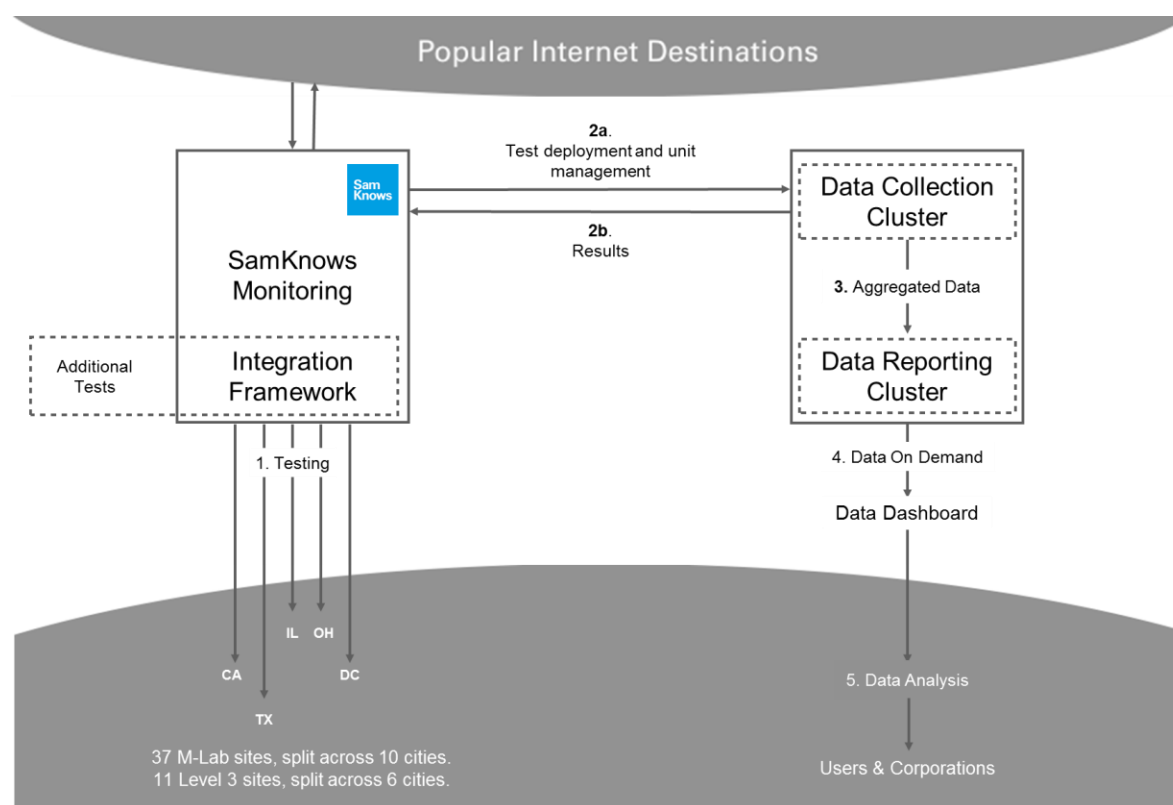 Popular Internet Destinations
2a.
Test deployment and unit
management
Sam
Knows
SamKnows
Monitoring
2b.
Results
Data Collection
Cluster
3. Aggregated Data
Additional
Tests
Integration
Framework
Data Reporting
Cluster
1. Testing
4. Data On Demand
Data Dashboard
IL OH
CA
DC
TX
5. Data Analysis
37 M-Lab sites, split across 10 cities.
11 Level 3 sites, split across 6 cities.
Users & Corporations